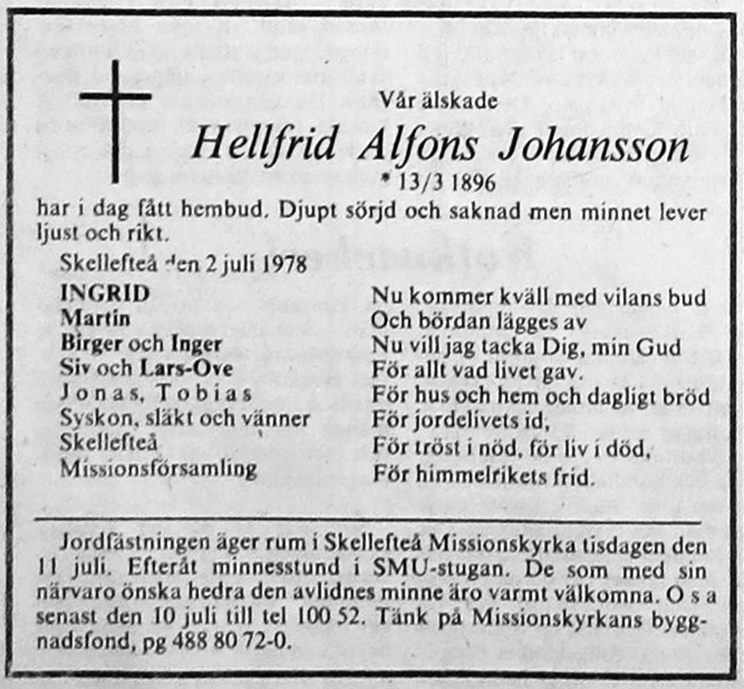 Vår älskade
Hellfrid Alfons Johansson
* 13/3 1896
har i dag fått hembud. Djupt sörjd och saknad men minnet lever
ljust och rikt.
Skellefteå den 2 juli 1978
INGRID
Martin
Birger och Inger
Siv och Lars-Ove
Jonas, Tobias
Syskon, släkt och vänner
Skellefteå
Missionsförsamling
Nu kommer kväll med vilans bud
Och bördan lägges av
Nu vill jag tacka Dig, min Gud
För allt vad livet gav.
För hus och hem och dagligt bröd
För jordelivets id,
För tröst i nöd, för liv i död,
För himmelrikets frid.
Jordfästningen äger rum i Skellefteå Missionskyrka tisdagen den
11 juli. Efteråt minnesstund i SMU-stugan. De som med sin
närvaro önska hedra den avlidnes minne äro varmt välkomna. O s a
senast den 10 juli till tel 100 52. Tänk på Missionskyrkans bygg-
nadsfond, pg 488 80 72-0.